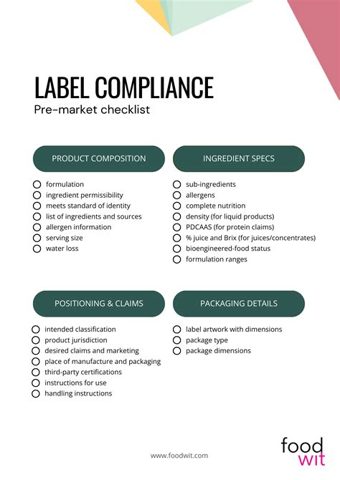 LABEL COMPLIANCE
Pre-market checklist
PRODUCT COMPOSITION
formulation
ingredient permissibility
meets standard of identity
list of ingredients and sources
allergen information
serving size
water loss
INGREDIENT SPECS
sub-ingredients
allergens
complete nutrition
density (for liquid products)
PDCAAS (for protein claims)
% juice and Brix (for juices/concentrates)
bioengineered-food status
formulation ranges
POSITIONING & CLAIMS
intended classification
product jurisdiction
desired claims and marketing
place of manufacture and packaging
third-party certifications
instructions for use
handling instructions
PACKAGING DETAILS
label artwork with dimensions
package type
package dimensions
www.foodwit.com
food
wit